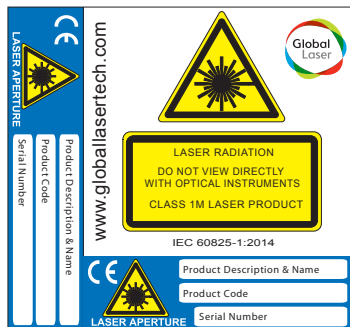 CE
LASER APERTURE
Product Description & Name
Product Code
Serial Number
www.globallasertech.com
Global
Laser
LASER RADIATION
DO NOT VIEW DIRECTLY
WITH OPTICAL INSTRUMENTS
CLASS 1M LASER PRODUCT
IEC 60825-1:2014
CE
LASER APERTURE
Product Description & Name
Product Code
Serial Number